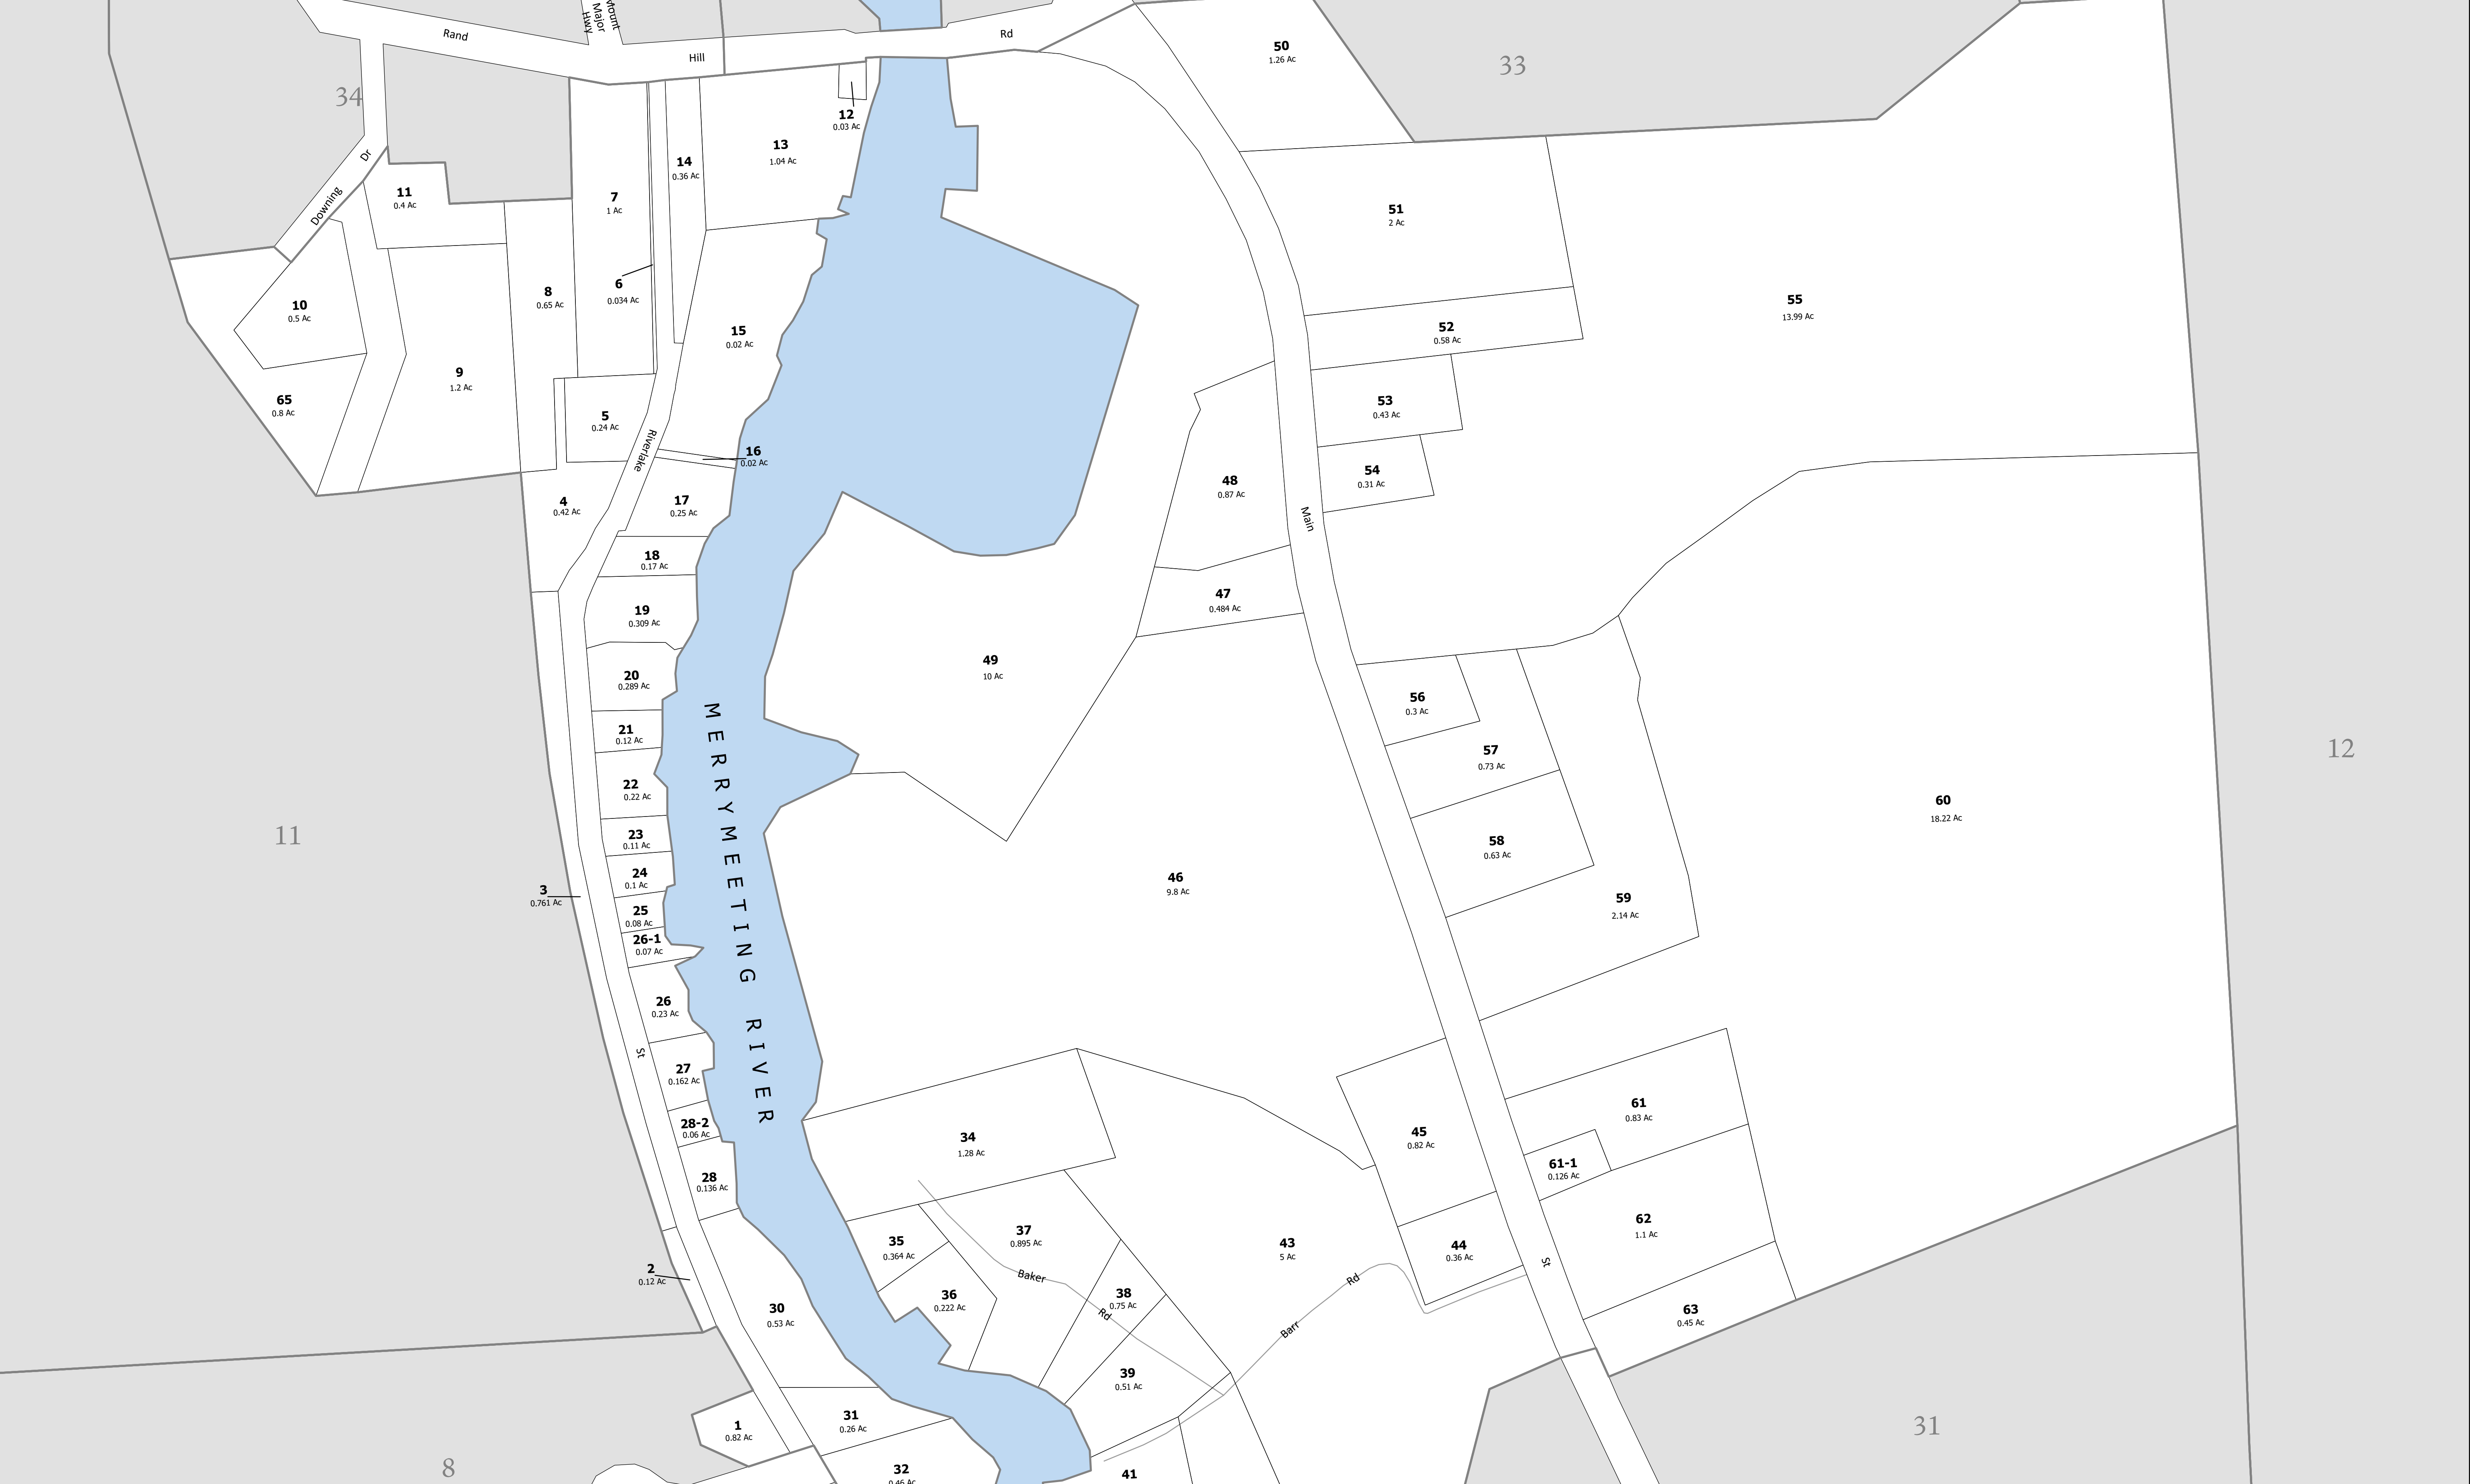 Mount
Major
Hwy
Rand
Hill
Rd
50
1.26 Ac
33
34
12
0.03 Ac
13
1.04 Ac
14
0.36 Ac
Dr
Downing
11
0.4 Ac
7
1 Ac
51
2 Ac
6
0.034 Ac
8
0.65 Ac
10
0.5 Ac
15
0.02 Ac
52
0.58 Ac
55
13.99 Ac
9
1.2 Ac
65
0.8 Ac
5
0.24 Ac
53
0.43 Ac
Riverlake
16
0.02 Ac
54
0.31 Ac
48
0.87 Ac
4
0.42 Ac
17
0.25 Ac
Main
18
0.17 Ac
19
0.309 Ac
47
0.484 Ac
49
10 Ac
20
0.289 Ac
56
0.3 Ac
21
0.12 Ac
57
0.73 Ac
12
22
0.22 Ac
60
18.22 Ac
11
23
0.11 Ac
58
0.63 Ac
24
0.1 Ac
46
9.8 Ac
3
0.761 Ac
25
0.08 Ac
59
2.14 Ac
26-1
0.07 Ac
MERRYMEETING RIVER
26
0.23 Ac
St
27
0.162 Ac
61
0.83 Ac
28-2
0.06 Ac
34
1.28 Ac
45
0.82 Ac
61-1
0.126 Ac
28
0.136 Ac
62
1.1 Ac
35
0.364 Ac
37
0.895 Ac
43
5 Ac
44
0.36 Ac
St
2
0.12 Ac
Baker
Rd
Rd
Barr
36
0.222 Ac
38
0.75 Ac
30
0.53 Ac
63
0.45 Ac
39
0.51 Ac
31
0.26 Ac
1
0.82 Ac
31
8
32
0.46 Ac
41